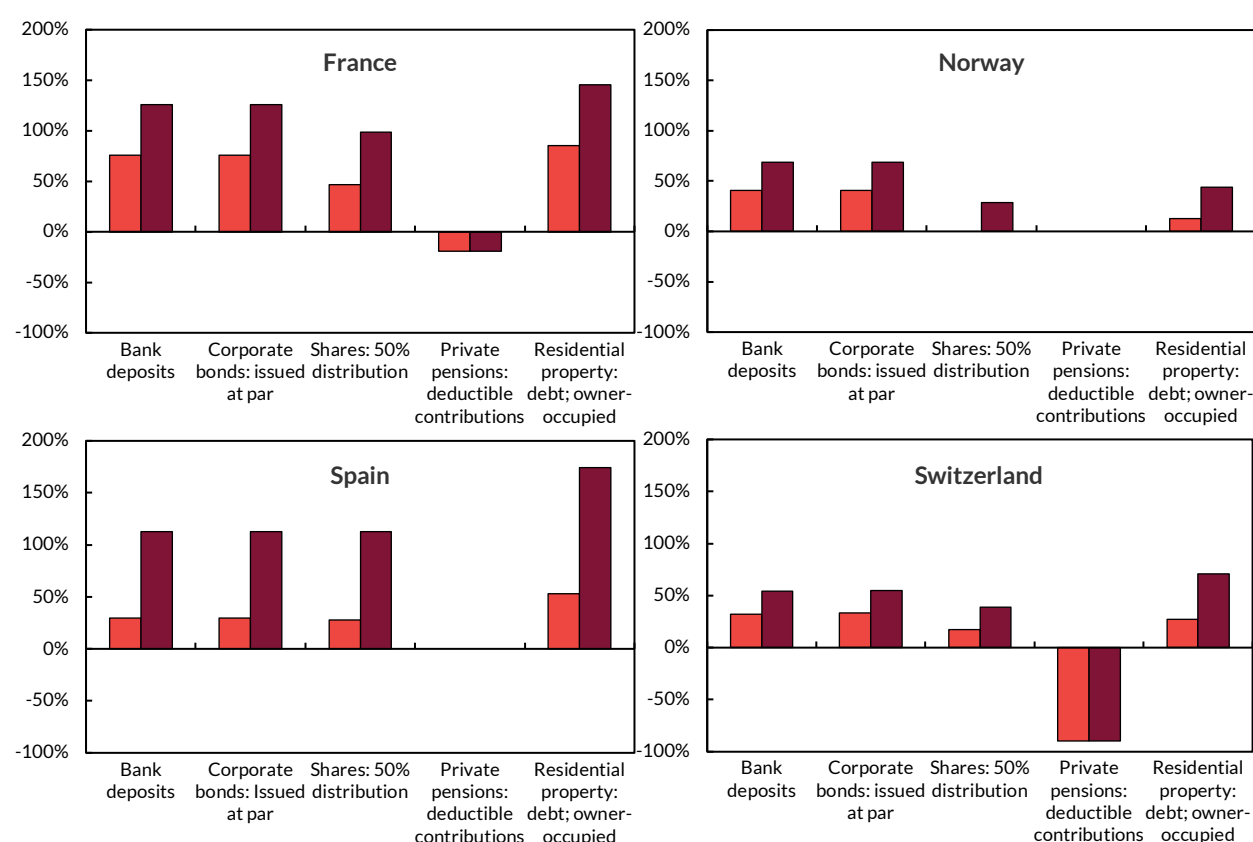 France
200%
150%
100%
50%
0%
-50%
-100%
Bank
deposits
Corporate
bonds: issued
at par
Shares: 50%
distribution
Private
pensions:
deductible
contributions
Residential
property:
debt; owner-
occupied
Norway
200%
150%
100%
50%
0%
-50%
-100%
Bank
deposits
Corporate
bonds: issued
at par
Shares: 50%
distribution
Private
pensions:
deductible
contributions
Residential
property:
debt; owner-
occupied
Spain
200%
150%
100%
50%
0%
-50%
-100%
Bank
deposits
Corporate
bonds: Issued
at par
Shares: 50%
distribution
Private
pensions:
deductible
contributions
Residential
property:
debt; owner-
occupied
Switzerland
200%
150%
100%
50%
0%
-50%
-100%
Bank
deposits
Corporate
bonds: issued
at par
Shares: 50%
distribution
Private
pensions:
deductible
contributions
Residential
property:
debt; owner-
occupied